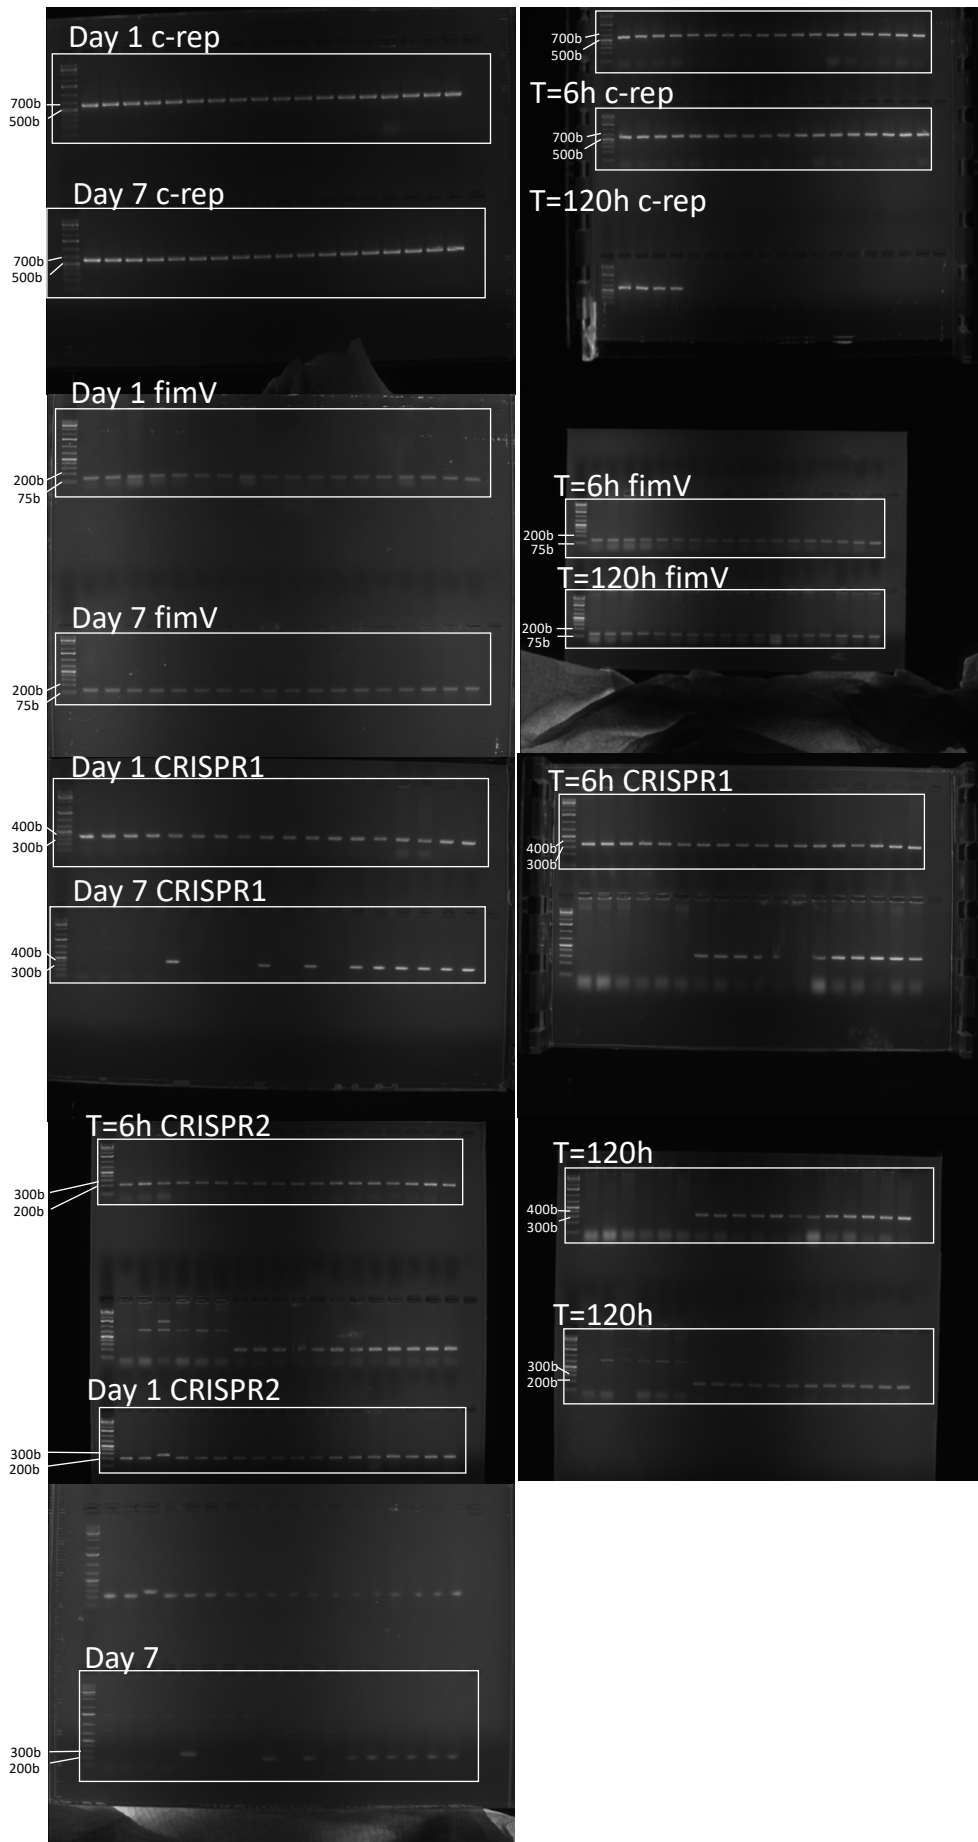 Day 1 c-rep
700b
500b
Day 7 c-rep
700b
500b
700b
500b
T=6h c-rep
700b
500b
T=120h c-rep
Day 1 fimV
200b
75b
Day 7 fimV
200b
75b
T=6h fimV
200b
75b
T=120h fimV
200b
75b
Day 1 CRISPR1
400b
300b
Day 7 CRISPR1
400b
300b
T=6h CRISPR1
400b
300b
T=6h CRISPR2
300b
200b
Day 1 CRISPR2
300b
200b
T=120h
400b
300b
T=120h
300b
200b
Day 7
300b
200b